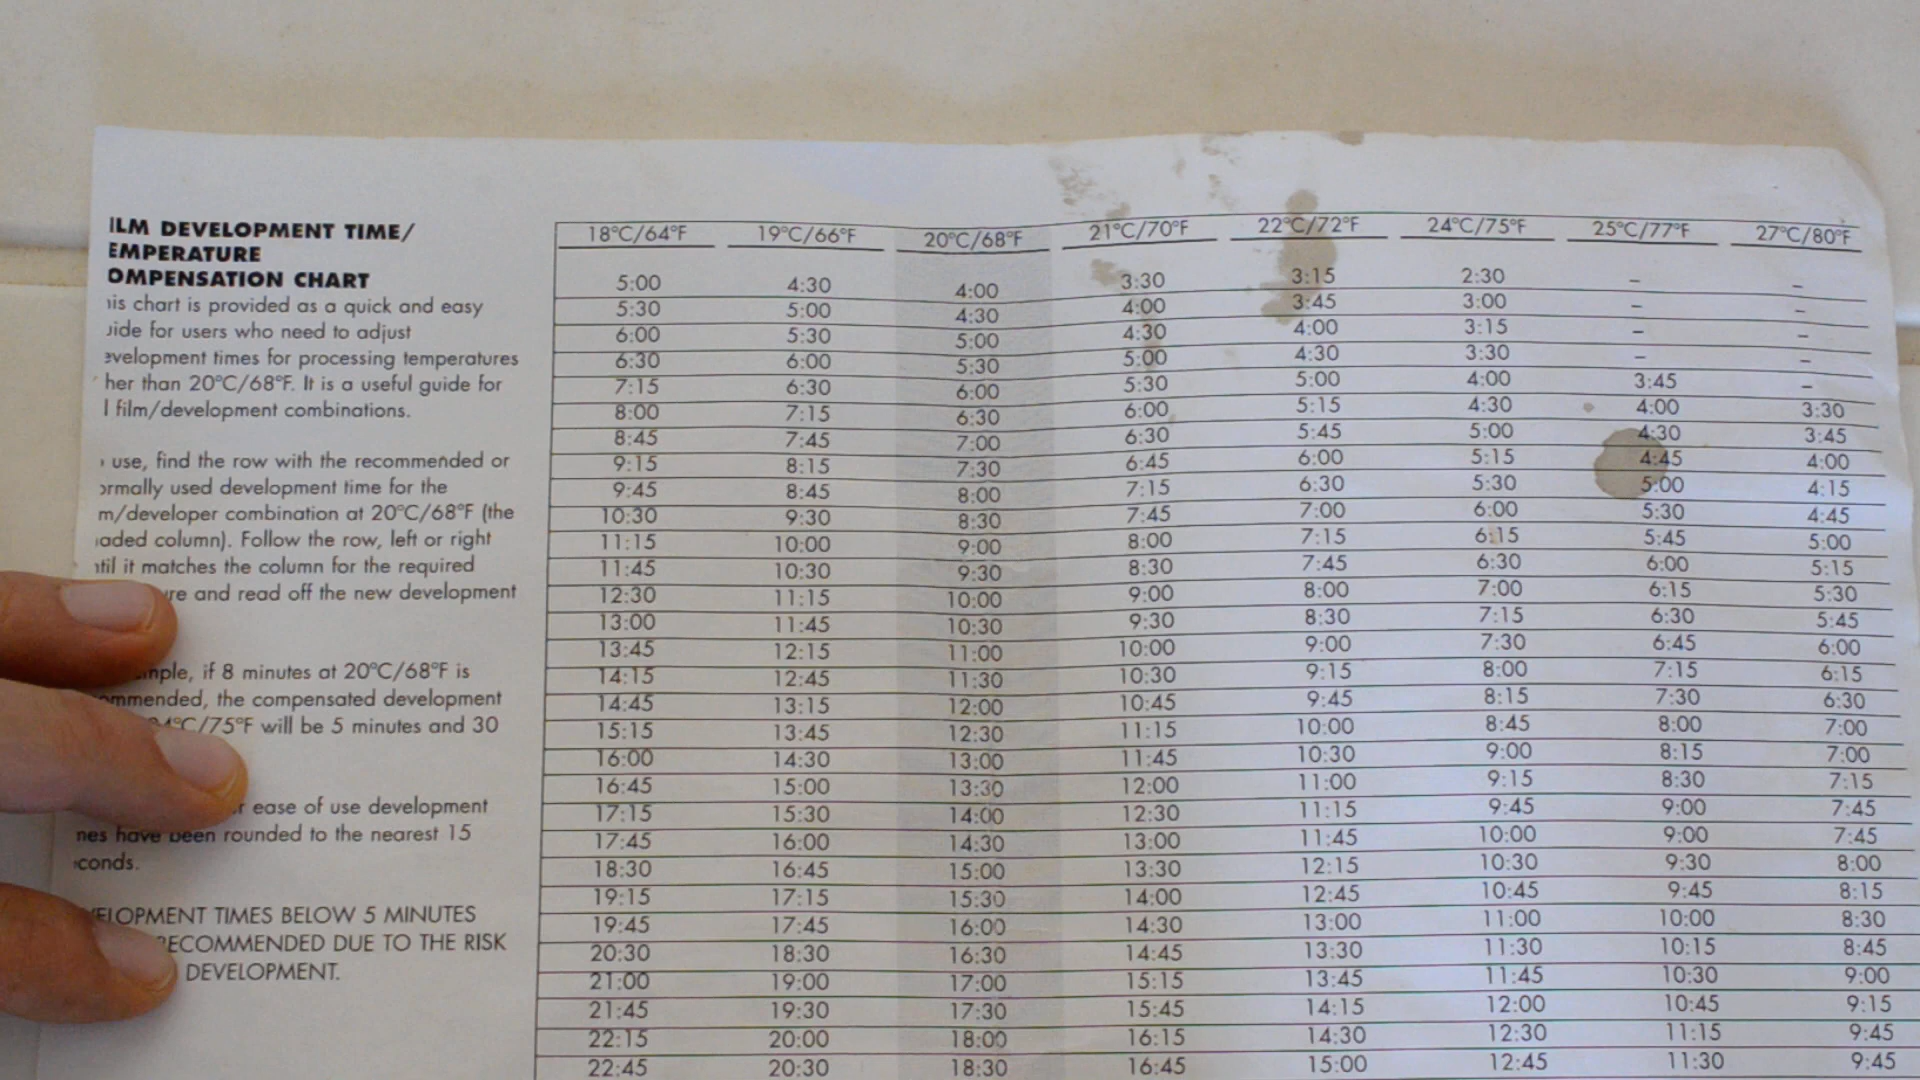 ILM DEVELOPMENT TIME/
EMPERATURE
OMPENSATION CHART
is chart is provided as a quick and easy
ide for users who need to adjust
evelopment times for processing temperatures
her than 20°C/68°F. It is a useful guide for
l film/development combinations.
use, find the row with the recommended or
ormally used development time for the
m/developer combination at 20°C/68°F (the
aded column). Follow the row, left or right
ntil it matches the column for the required
re and read off the new development
mple, if 8 minutes at 20°C/68°F is
ommended, the compensated development
4°C/75°F will be 5 minutes and 30
r ease of use development
nes have been rounded to the nearest 15
conds.
ELOPMENT TIMES BELOW 5 MINUTES
RECOMMENDED DUE TO THE RISK
DEVELOPMENT.
18°C/64°F 19°C/66°F 20°C/68°F 21°C/70°F 22°C/72°F 24°C/75°F 25°C/77°F 27°C/80°F
5:00 4:30 4:00 3:30 3:15 2:30 – –
5:30 5:00 4:30 4:00 3:45 3:00 – –
6:00 5:30 5:00 4:30 4:00 3:15 – –
6:30 6:00 5:30 5:00 4:30 3:30 – –
7:15 6:30 6:00 5:30 5:00 4:00 3:45 –
8:00 7:15 6:30 6:00 5:15 4:30 4:00 3:30
8:45 7:45 7:00 6:30 5:45 5:00 4:30 3:45
9:15 8:15 7:30 6:45 6:00 5:15 4:45 4:00
9:45 8:45 8:00 7:15 6:30 5:30 5:00 4:15
10:30 9:30 8:30 7:45 7:00 6:00 5:30 4:45
11:15 10:00 9:00 8:00 7:15 6:15 5:45 5:00
11:45 10:30 9:30 8:30 7:45 6:30 6:00 5:15
12:30 11:15 10:00 9:00 8:00 7:00 6:15 5:30
13:00 11:45 10:30 9:30 8:30 7:15 6:30 5:45
13:45 12:15 11:00 10:00 9:00 7:30 6:45 6:00
14:15 12:45 11:30 10:30 9:15 8:00 7:15 6:15
14:45 13:15 12:00 10:45 9:45 8:15 7:30 6:30
15:15 13:45 12:30 11:15 10:00 8:45 8:00 7:00
16:00 14:30 13:00 11:45 10:30 9:00 8:15 7:00
16:45 15:00 13:30 12:00 11:00 9:15 8:30 7:15
17:15 15:30 14:00 12:30 11:15 9:45 9:00 7:45
17:45 16:00 14:30 13:00 11:45 10:00 9:00 7:45
18:30 16:45 15:00 13:30 12:15 10:30 9:30 8:00
19:15 17:15 15:30 14:00 12:45 10:45 9:45 8:15
19:45 17:45 16:00 14:30 13:00 11:00 10:00 8:30
20:30 18:30 16:30 14:45 13:30 11:30 10:15 8:45
21:00 19:00 17:00 15:15 13:45 11:45 10:30 9:00
21:45 19:30 17:30 15:45 14:15 12:00 10:45 9:15
22:15 20:00 18:00 16:15 14:30 12:30 11:15 9:45
22:45 20:30 18:30 16:45 15:00 12:45 11:30 9:45